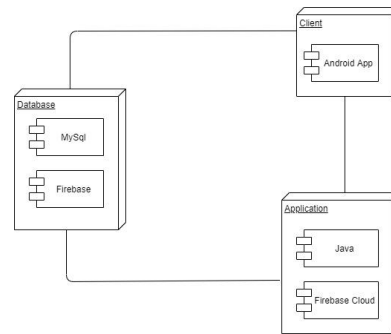 Client
Android App
Database
MySql
Firebase
Application
Java
Firebase Cloud